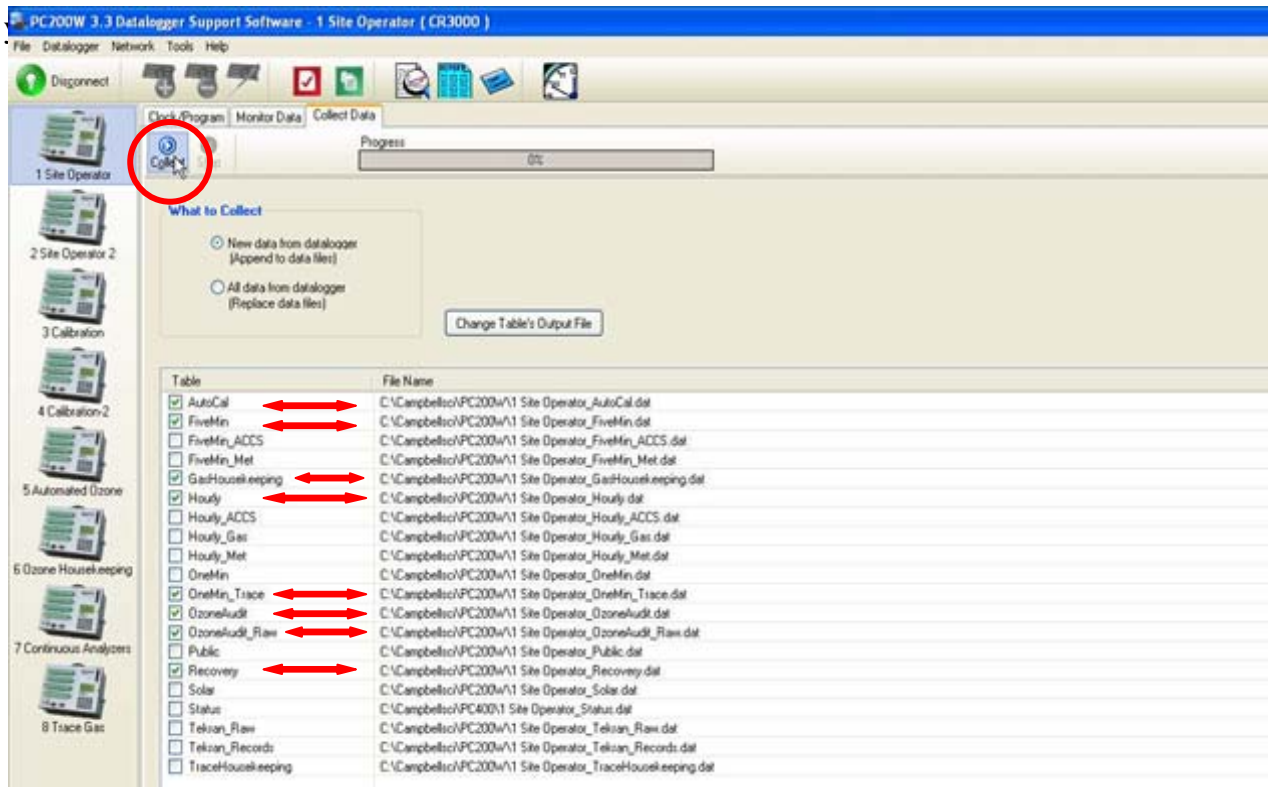 PC200W 3.3 Datalogger Support Software - 1 Site Operator ( CR3000 )
File Datalogger Network Tools Help
Disconnect
Clock/Program Monitor Data Collect Data
Collect Stop
Progress
0%
1 Site Operator
2 Site Operator 2
3 Calibration
4 Calibration-2
5 Automated Ozone
6 Ozone Housekeeping
7 Continuous Analyzers
8 Trace Gas
What to Collect
New data from datalogger
(Append to data files)
All data from datalogger
(Replace data files)
Change Table's Output File
Table File Name
AutoCal C:\Campbellsci\PC200W\1 Site Operator_AutoCal.dat
FiveMin C:\Campbellsci\PC200W\1 Site Operator_FiveMin.dat
FiveMin_ACCS C:\Campbellsci\PC200W\1 Site Operator_FiveMin_ACCS.dat
FiveMin_Met C:\Campbellsci\PC200W\1 Site Operator_FiveMin_Met.dat
GasHousekeeping C:\Campbellsci\PC200W\1 Site Operator_GasHousekeeping.dat
Hourly C:\Campbellsci\PC200W\1 Site Operator_Hourly.dat
Hourly_ACCS C:\Campbellsci\PC200W\1 Site Operator_Hourly_ACCS.dat
Hourly_Gas C:\Campbellsci\PC200W\1 Site Operator_Hourly_Gas.dat
Hourly_Met C:\Campbellsci\PC200W\1 Site Operator_Hourly_Met.dat
OneMin C:\Campbellsci\PC200W\1 Site Operator_OneMin.dat
OneMin_Trace C:\Campbellsci\PC200W\1 Site Operator_OneMin_Trace.dat
OzoneAudit C:\Campbellsci\PC200W\1 Site Operator_OzoneAudit.dat
OzoneAudit_Raw C:\Campbellsci\PC200W\1 Site Operator_OzoneAudit_Raw.dat
Public C:\Campbellsci\PC200W\1 Site Operator_Public.dat
Recovery C:\Campbellsci\PC200W\1 Site Operator_Recovery.dat
Solar C:\Campbellsci\PC200W\1 Site Operator_Solar.dat
Status C:\Campbellsci\PC400\1 Site Operator_Status.dat
Tekran_Raw C:\Campbellsci\PC200W\1 Site Operator_Tekran_Raw.dat
Tekran_Records C:\Campbellsci\PC200W\1 Site Operator_Tekran_Records.dat
TraceHousekeeping C:\Campbellsci\PC200W\1 Site Operator_TraceHousekeeping.dat